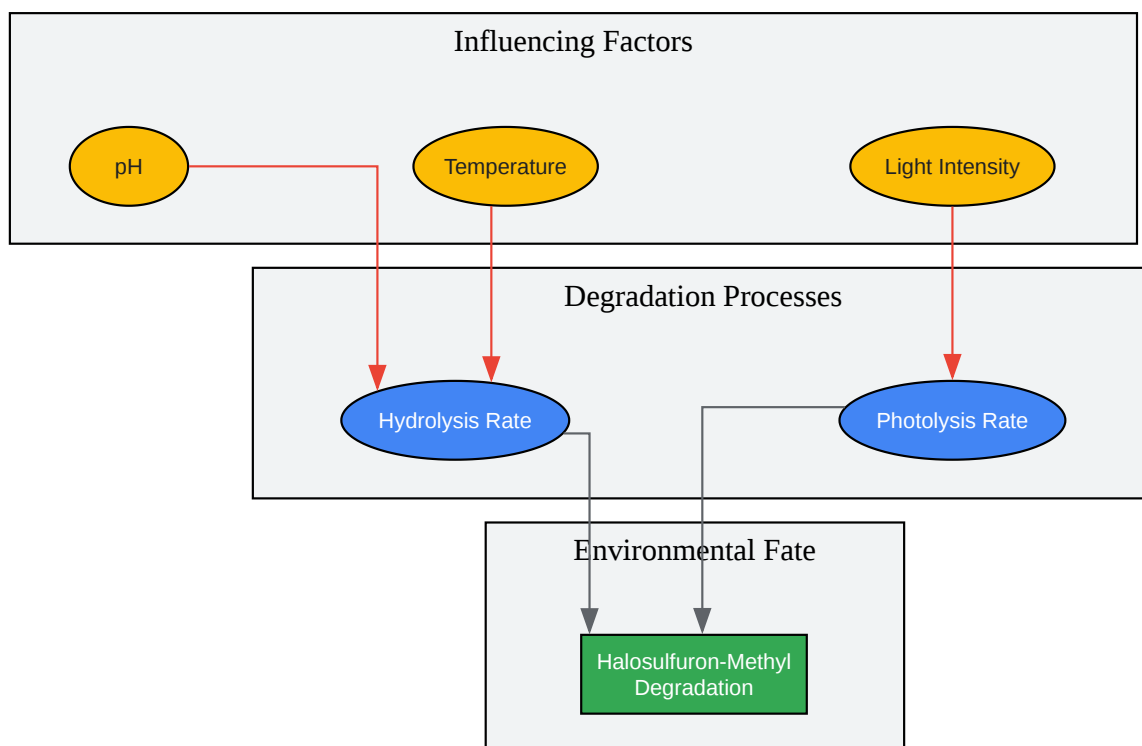 Influencing Factors
pH
Temperature
Light Intensity
Degradation Processes
Hydrolysis Rate
Photolysis Rate
Environmental Fate
Halosulfuron-Methyl
Degradation